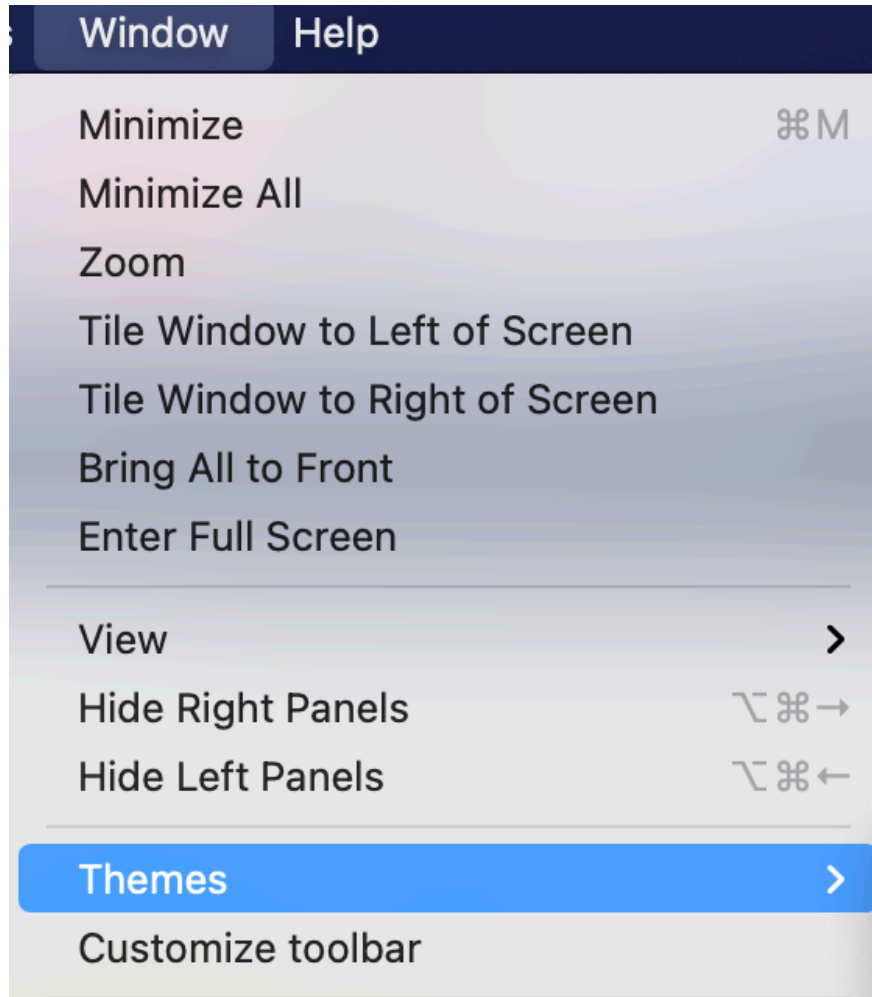 Window Help
Minimize ⌘M
Minimize All
Zoom
Tile Window to Left of Screen
Tile Window to Right of Screen
Bring All to Front
Enter Full Screen
View
Hide Right Panels ⌥⌘→
Hide Left Panels ⌥⌘←
Themes
Customize toolbar